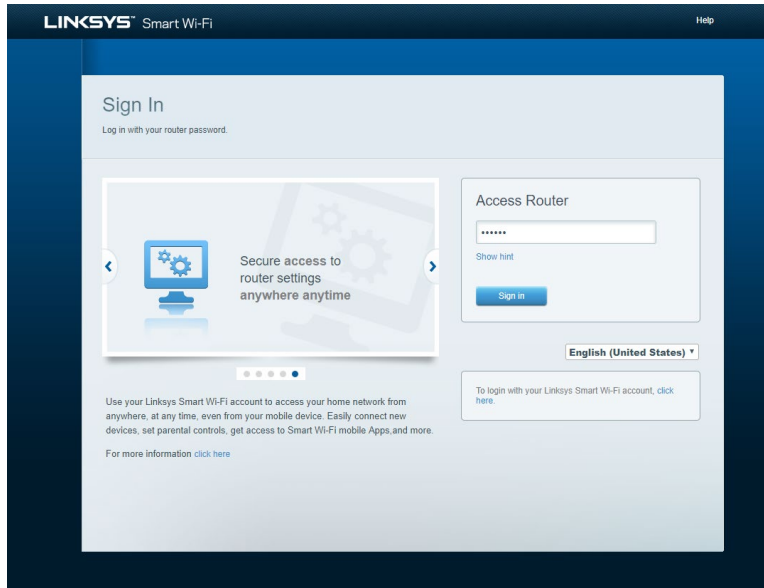 LINKSYS™ Smart Wi-Fi
Help
Sign In
Log in with your router password.
Secure access to
router settings
anywhere anytime
Use your Linksys Smart Wi-Fi account to access your home network from
anywhere, at any time, even from your mobile device. Easily connect new
devices, set parental controls, get access to Smart Wi-Fi mobile Apps,and more.
For more information click here
Access Router
••••••
Show hint
Sign in
English (United States)
To login with your Linksys Smart Wi-Fi account, click
here.